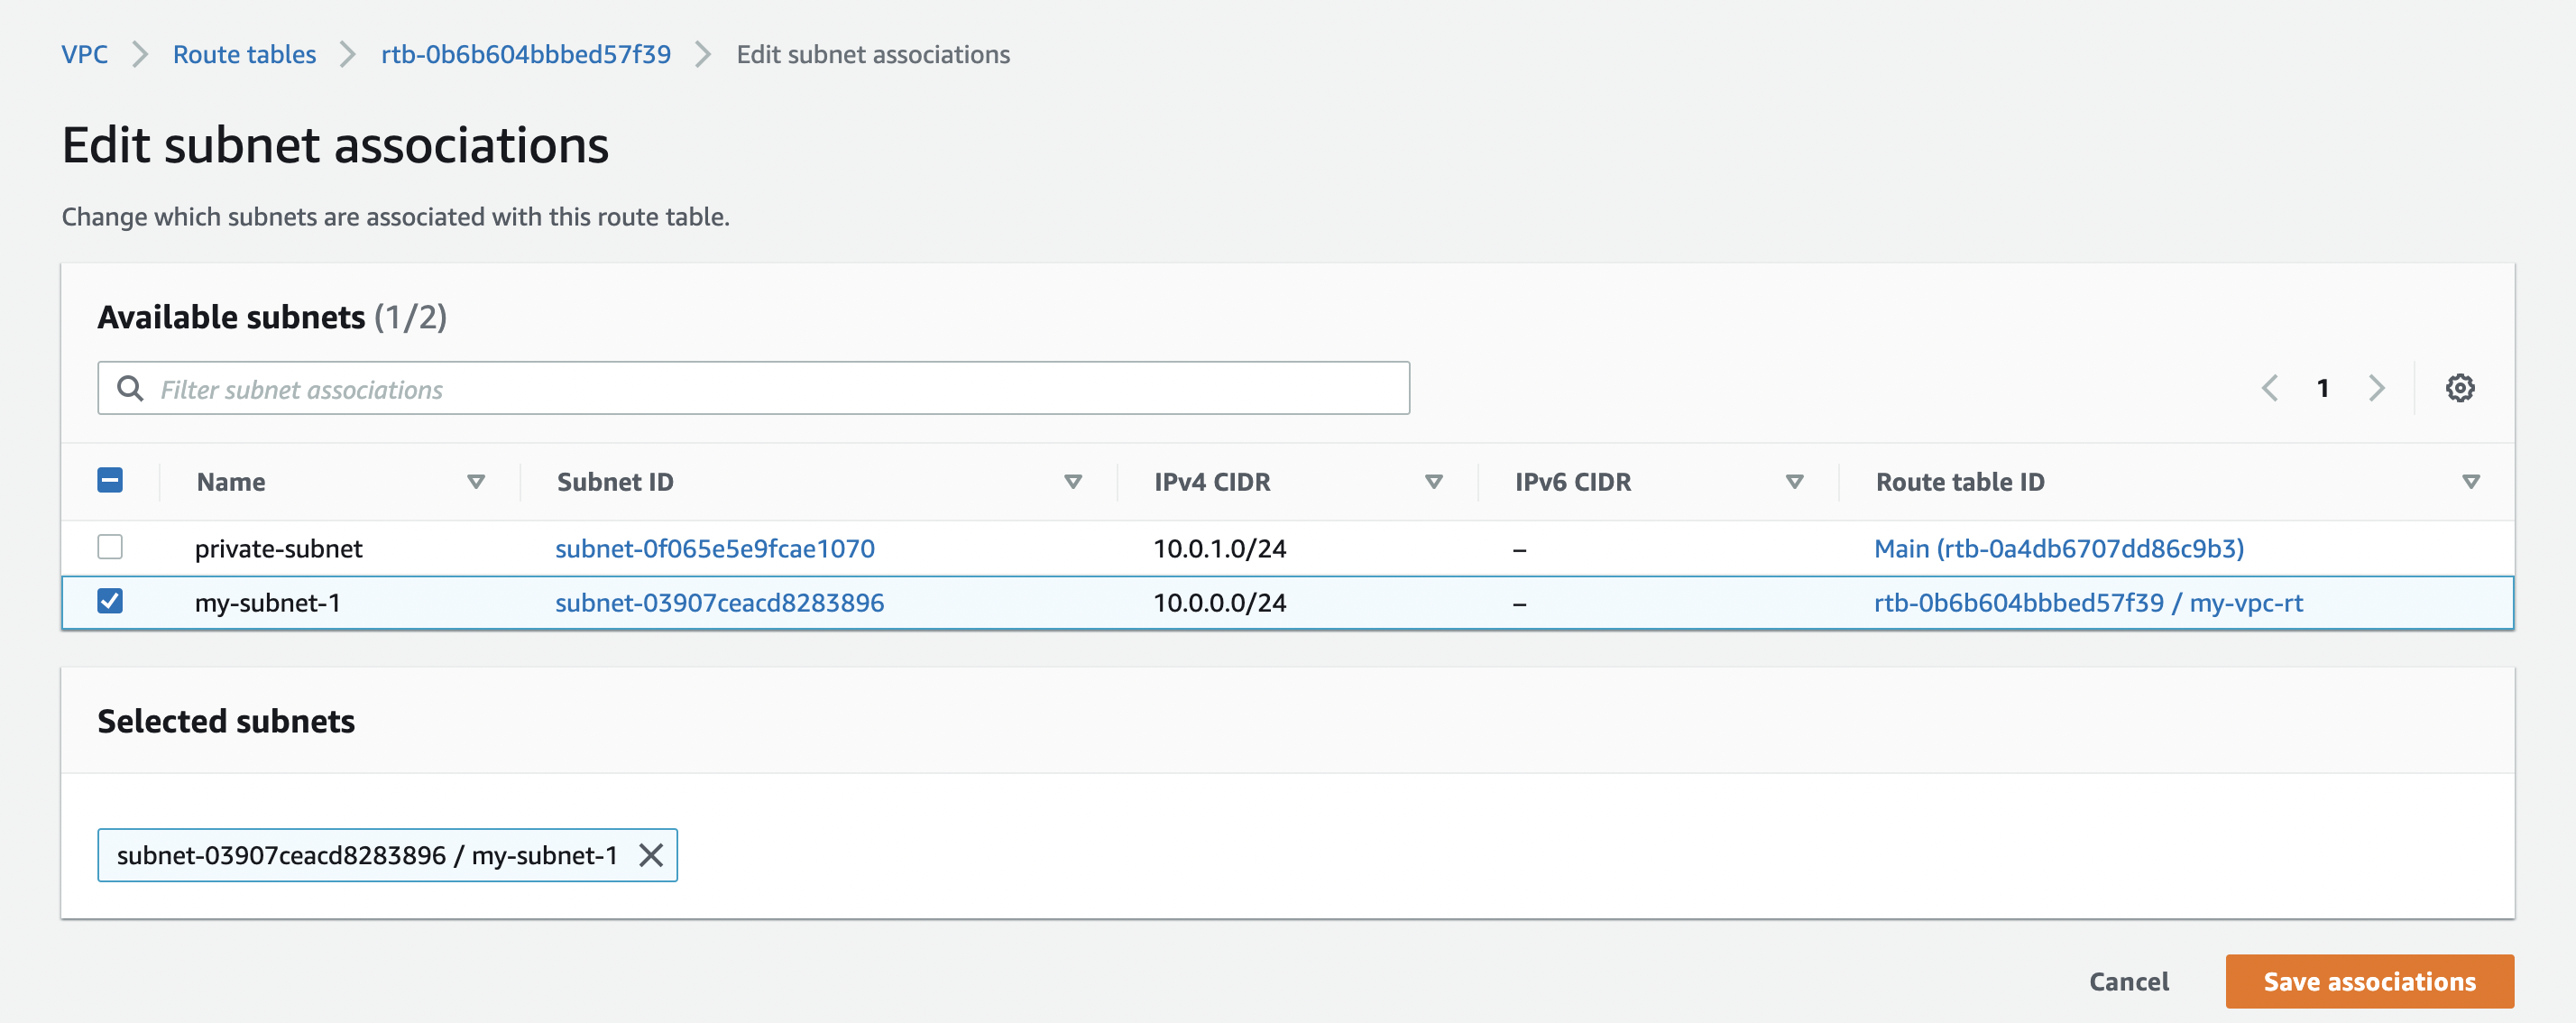 VPC Route tables rtb-0b6b604bbbed57f39 Edit subnet associations
Edit subnet associations
Change which subnets are associated with this route table.
Available subnets (1/2)
Filter subnet associations 1
Name Subnet ID IPv4 CIDR IPv6 CIDR Route table ID
private-subnet subnet-0f065e5e9fcae1070 10.0.1.0/24 – Main (rtb-0a4db6707dd86c9b3)
my-subnet-1 subnet-03907ceacd8283896 10.0.0.0/24 – rtb-0b6b604bbbed57f39 / my-vpc-rt
Selected subnets
subnet-03907ceacd8283896 / my-subnet-1
Cancel Save associations